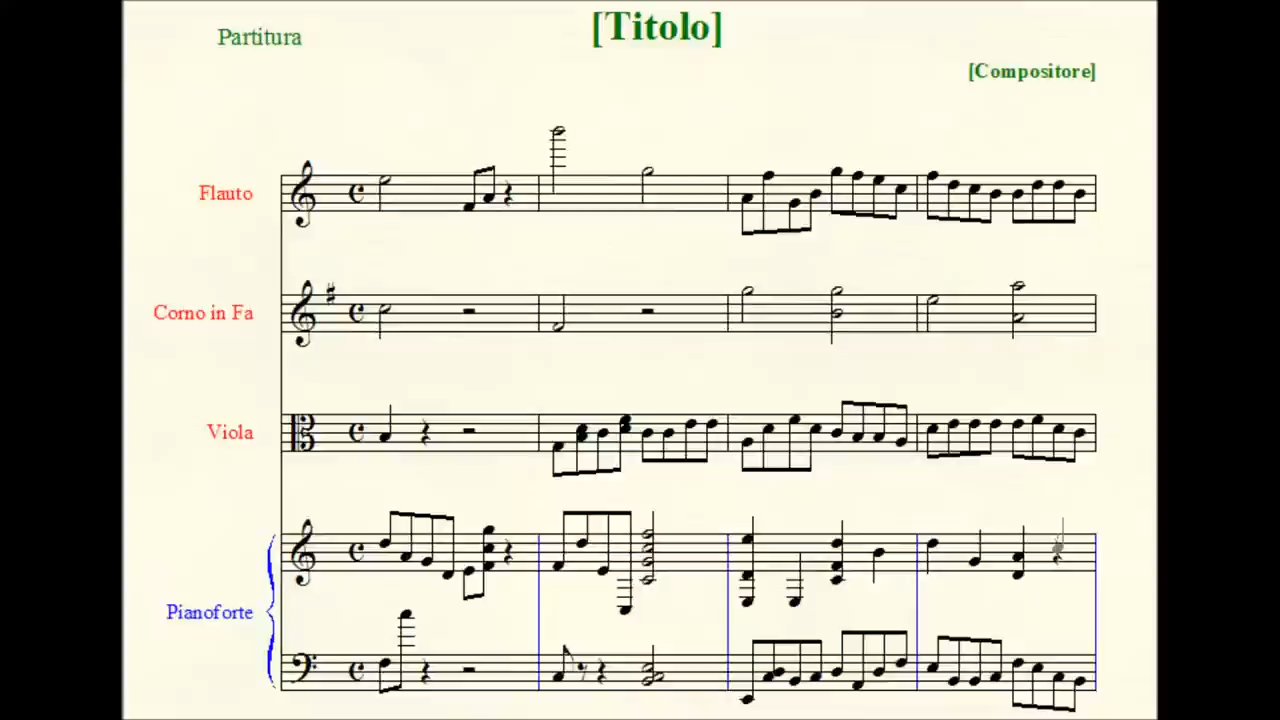 [Titolo]
Partitura
[Compositore]
Flauto
Corno in Fa
Viola
Pianoforte